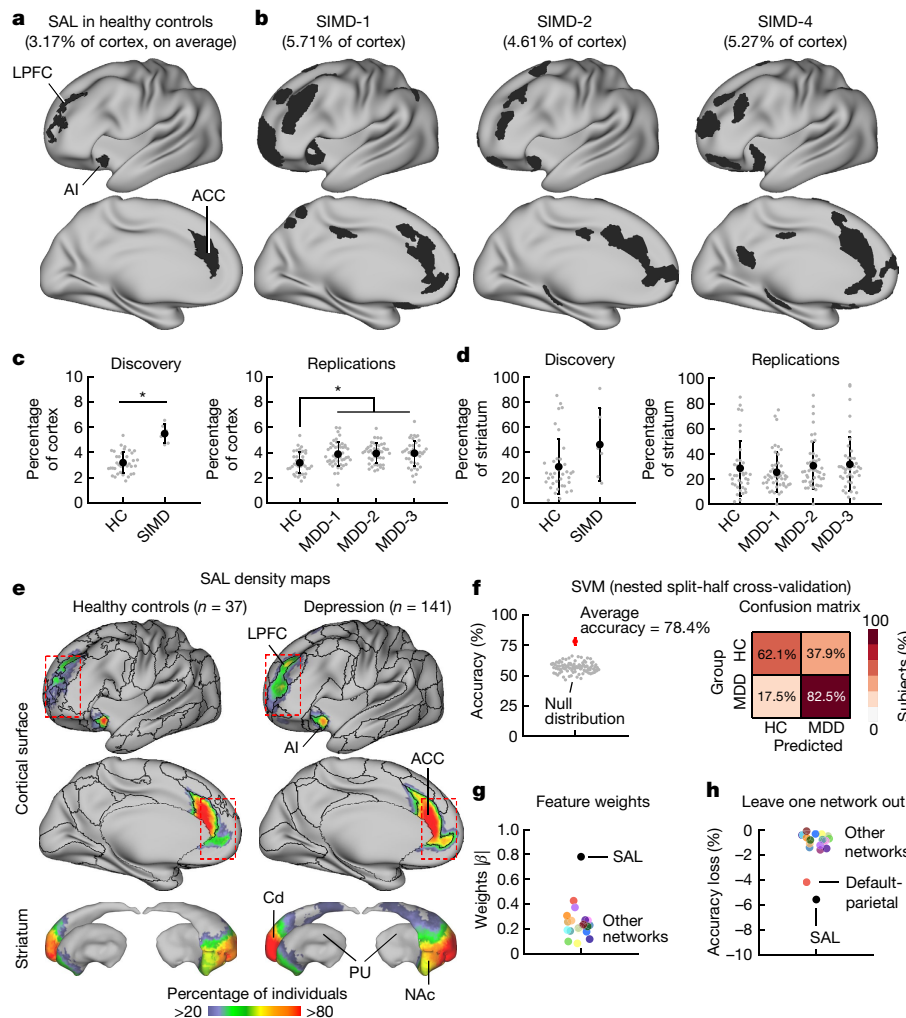 a
SAL in healthy controls
(3.17% of cortex, on average)
LPFC
AI
ACC
b
SIMD-1
(5.71% of cortex)
SIMD-2
(4.61% of cortex)
SIMD-4
(5.27% of cortex)
c
Discovery
Percentage
of cortex
10
8
6
4
2
0
*
HC
SIMD
Replications
Percentage
of cortex
10
8
6
4
2
0
*
HC
MDD-1
MDD-2
MDD-3
d
Discovery
Percentage
of striatum
100
80
60
40
20
0
HC
SIMD
Replications
Percentage
of striatum
100
80
60
40
20
0
HC
MDD-1
MDD-2
MDD-3
e
SAL density maps
Healthy controls (n = 37)
Depression (n = 141)
LPFC
AI
ACC
Cortical surface
Striatum
Cd
PU
NAc
Percentage of individuals
>20
>80
f
SVM (nested split-half cross-validation)
Accuracy (%)
100
75
50
25
0
Average
accuracy = 78.4%
Null
distribution
Confusion matrix
Group
HC
MDD
62.1%
37.9%
17.5%
82.5%
HC
MDD
Predicted
100
0
Subjects (%)
g
Feature weights
Weights |β|
1.0
0.8
0.6
0.4
0.2
0
SAL
Other
networks
h
Leave one network out
Accuracy loss (%)
0
−2
−4
−6
−8
−10
Other
networks
Default-
parietal
SAL